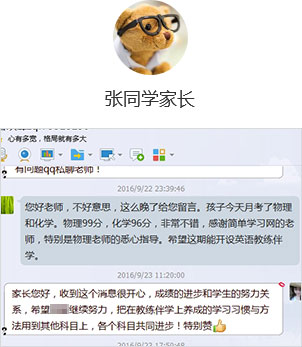 张同学家长
心有多宽，格局就有多大
有问题qq私聊老师！
2016/9/22 23:39:46
您好老师，不好意思，这么晚了给您留言。孩子今天月考了物理
和化学。物理99分，化学96分，非常不错，感谢简单学习网的老
师，特别是物理老师的悉心指导。希望这期能开设英语教练伴
学。
2016/9/23 11:20:00
家长您好，收到这个消息很开心，成绩的进步和学生的努力关
系，希望 继续努力，把在教练伴学上养成的学习习惯与方
法用到其他科目上，各个科目共同进步！特别赞
2016/9/22 17:50:48